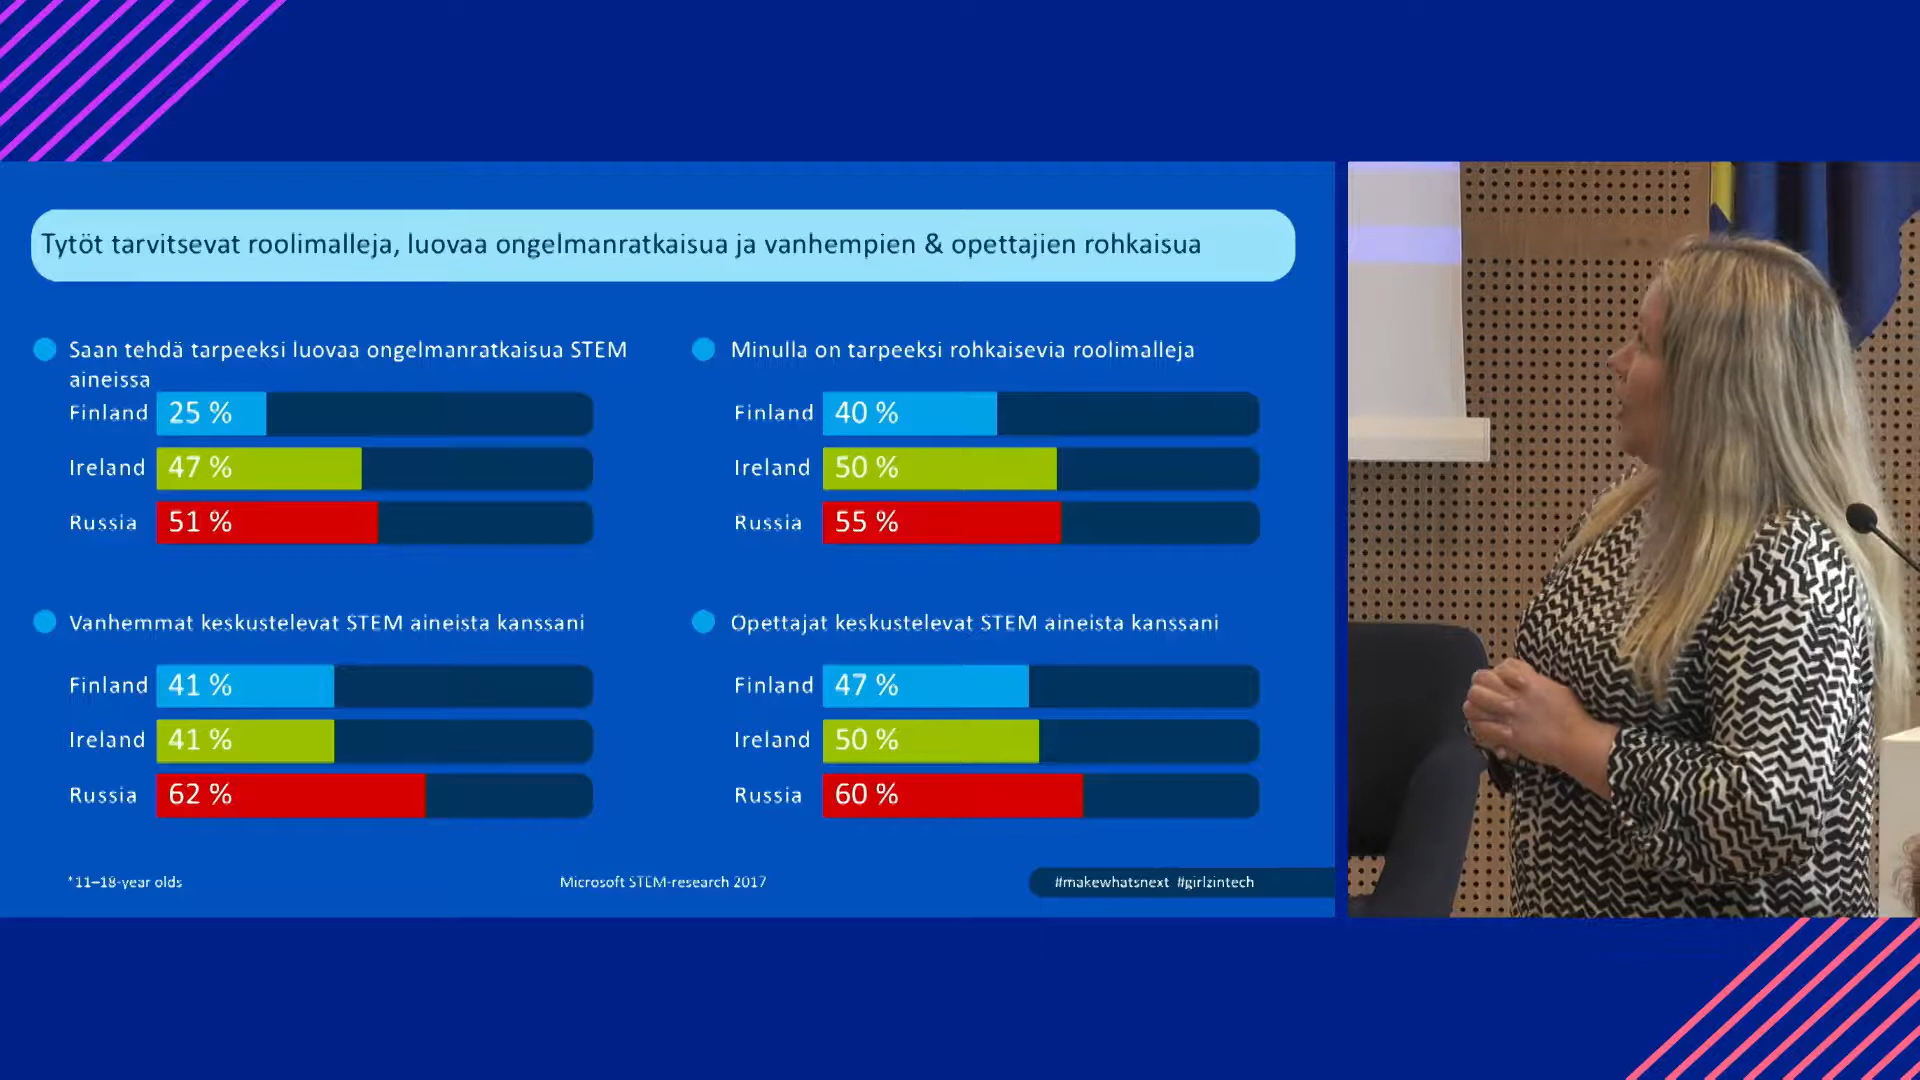 Tytöt tarvitsevat roolimalleja, luovaa ongelmanratkaisua ja vanhempien & opettajien rohkaisua
Saan tehdä tarpeeksi luovaa ongelmanratkaisua STEM
aineissa
Finland 25 %
Ireland 47 %
Russia 51 %
Minulla on tarpeeksi rohkaisevia roolimalleja
Finland 40 %
Ireland 50 %
Russia 55 %
Vanhemmat keskustelevat STEM aineista kanssani
Finland 41 %
Ireland 41 %
Russia 62 %
Opettajat keskustelevat STEM aineista kanssani
Finland 47 %
Ireland 50 %
Russia 60 %
*11–18-year olds
Microsoft STEM-research 2017
#makewhatsnext #girlzintech